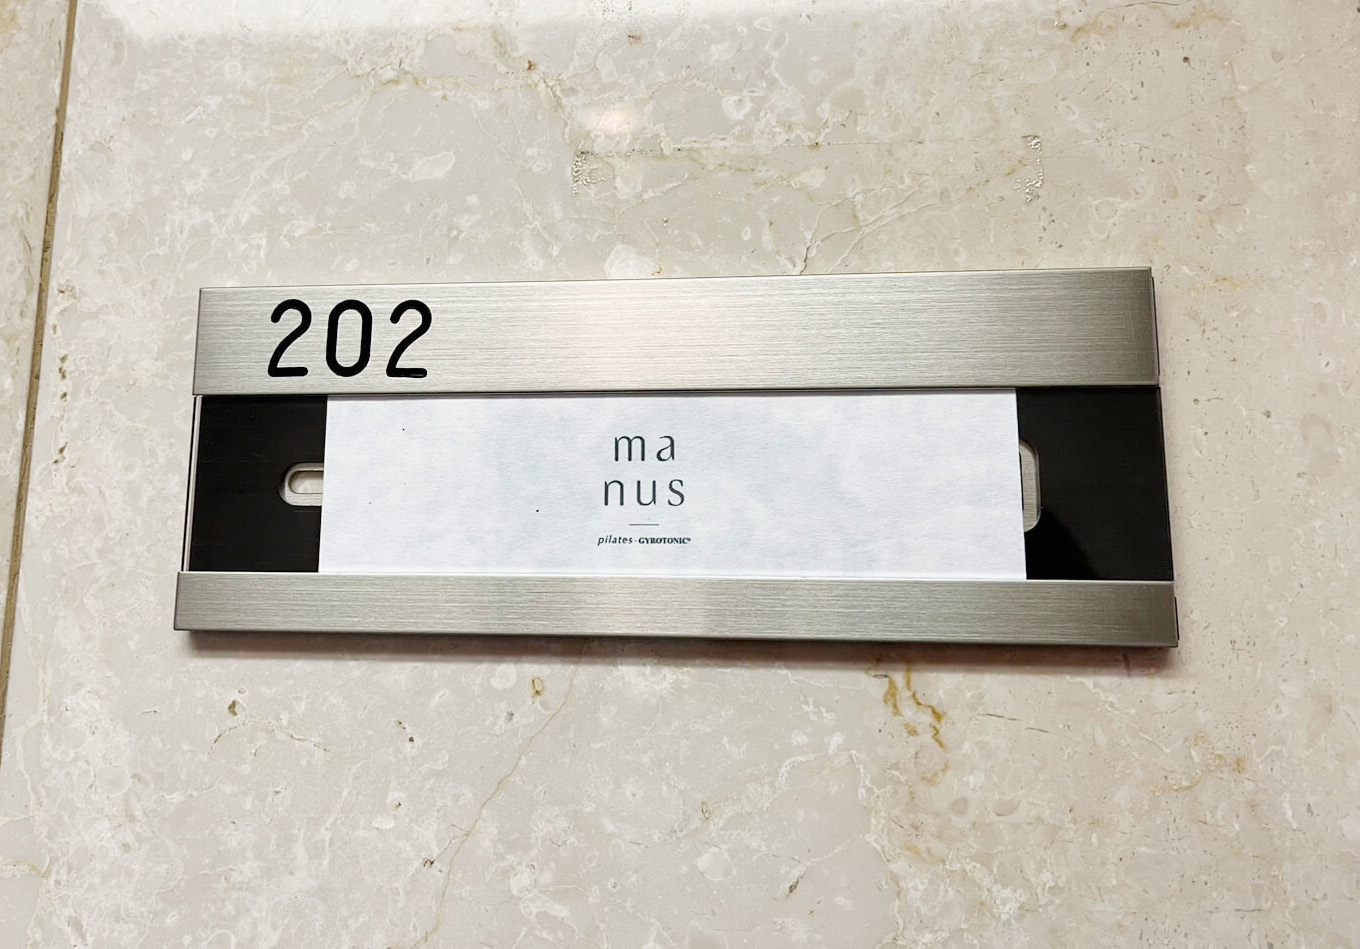 202
ma
nus
pilates · GYROTONIC®